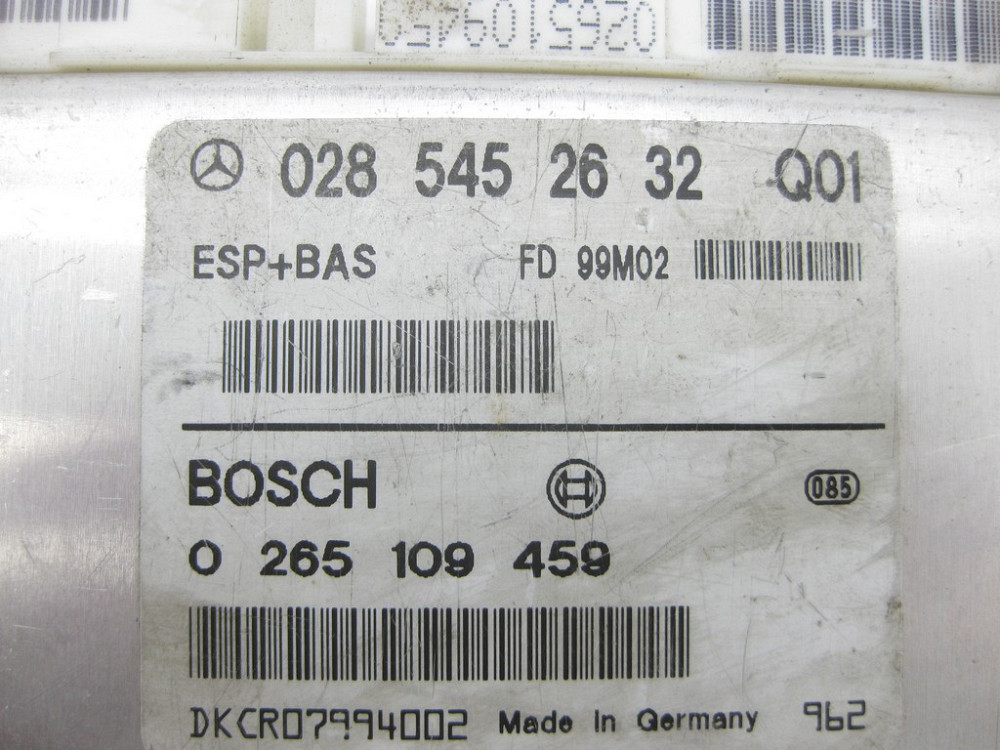 0265109459
028 545 26 32 Q01
ESP+BAS FD 99M02
BOSCH 085
0 265 109 459
DKCR07994002 Made in Germany 962